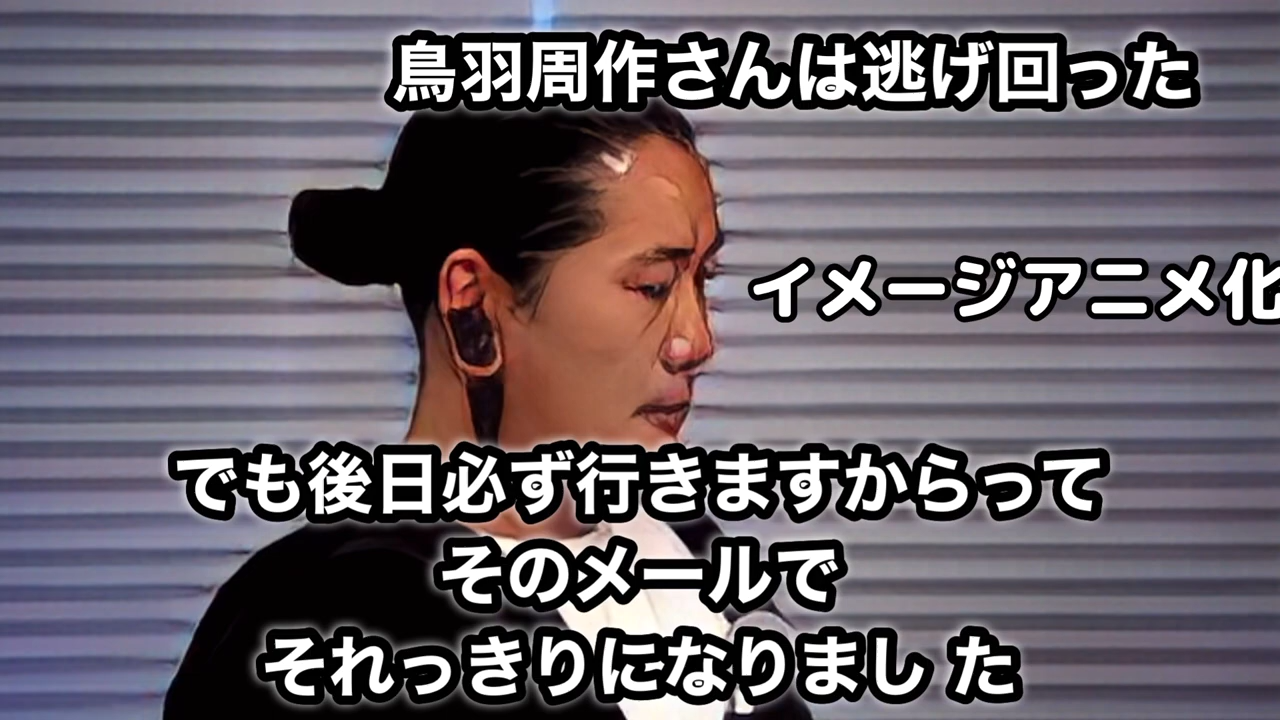 鳥羽周作さんは逃げ回った
イメージアニメ化
でも後日必ず行きますからって
そのメールで
それっきりになりまし た